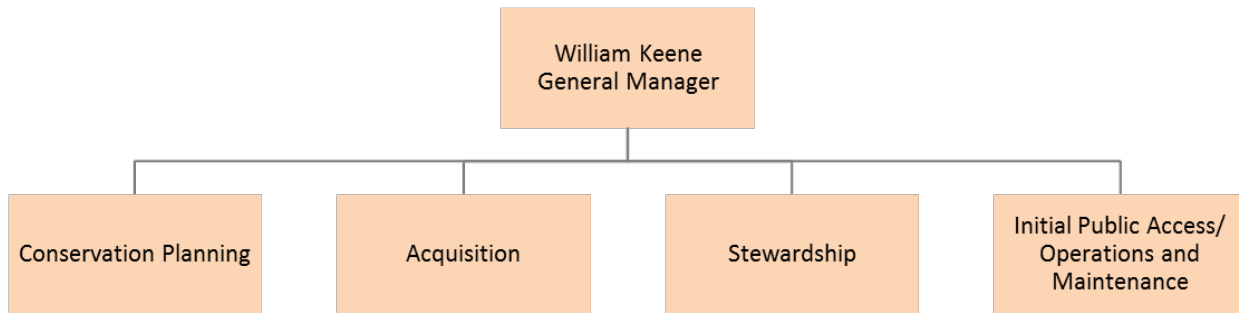 William Keene
General Manager
Conservation Planning
Acquisition
Stewardship
Initial Public Access/
Operations and
Maintenance